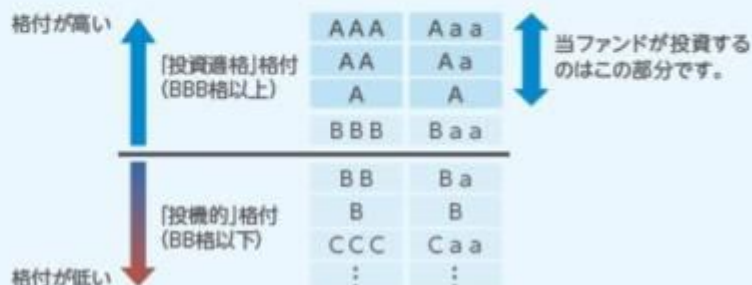 格付が高い
「投資適格」格付
(BBB格以上)
AAA Aaa
AA Aa
A A
BBB Baa
当ファンドが投資する
のはこの部分です。
「投機的」格付
(BB格以下)
BB Ba
B B
CCC Caa
⋮ ⋮
格付が低い